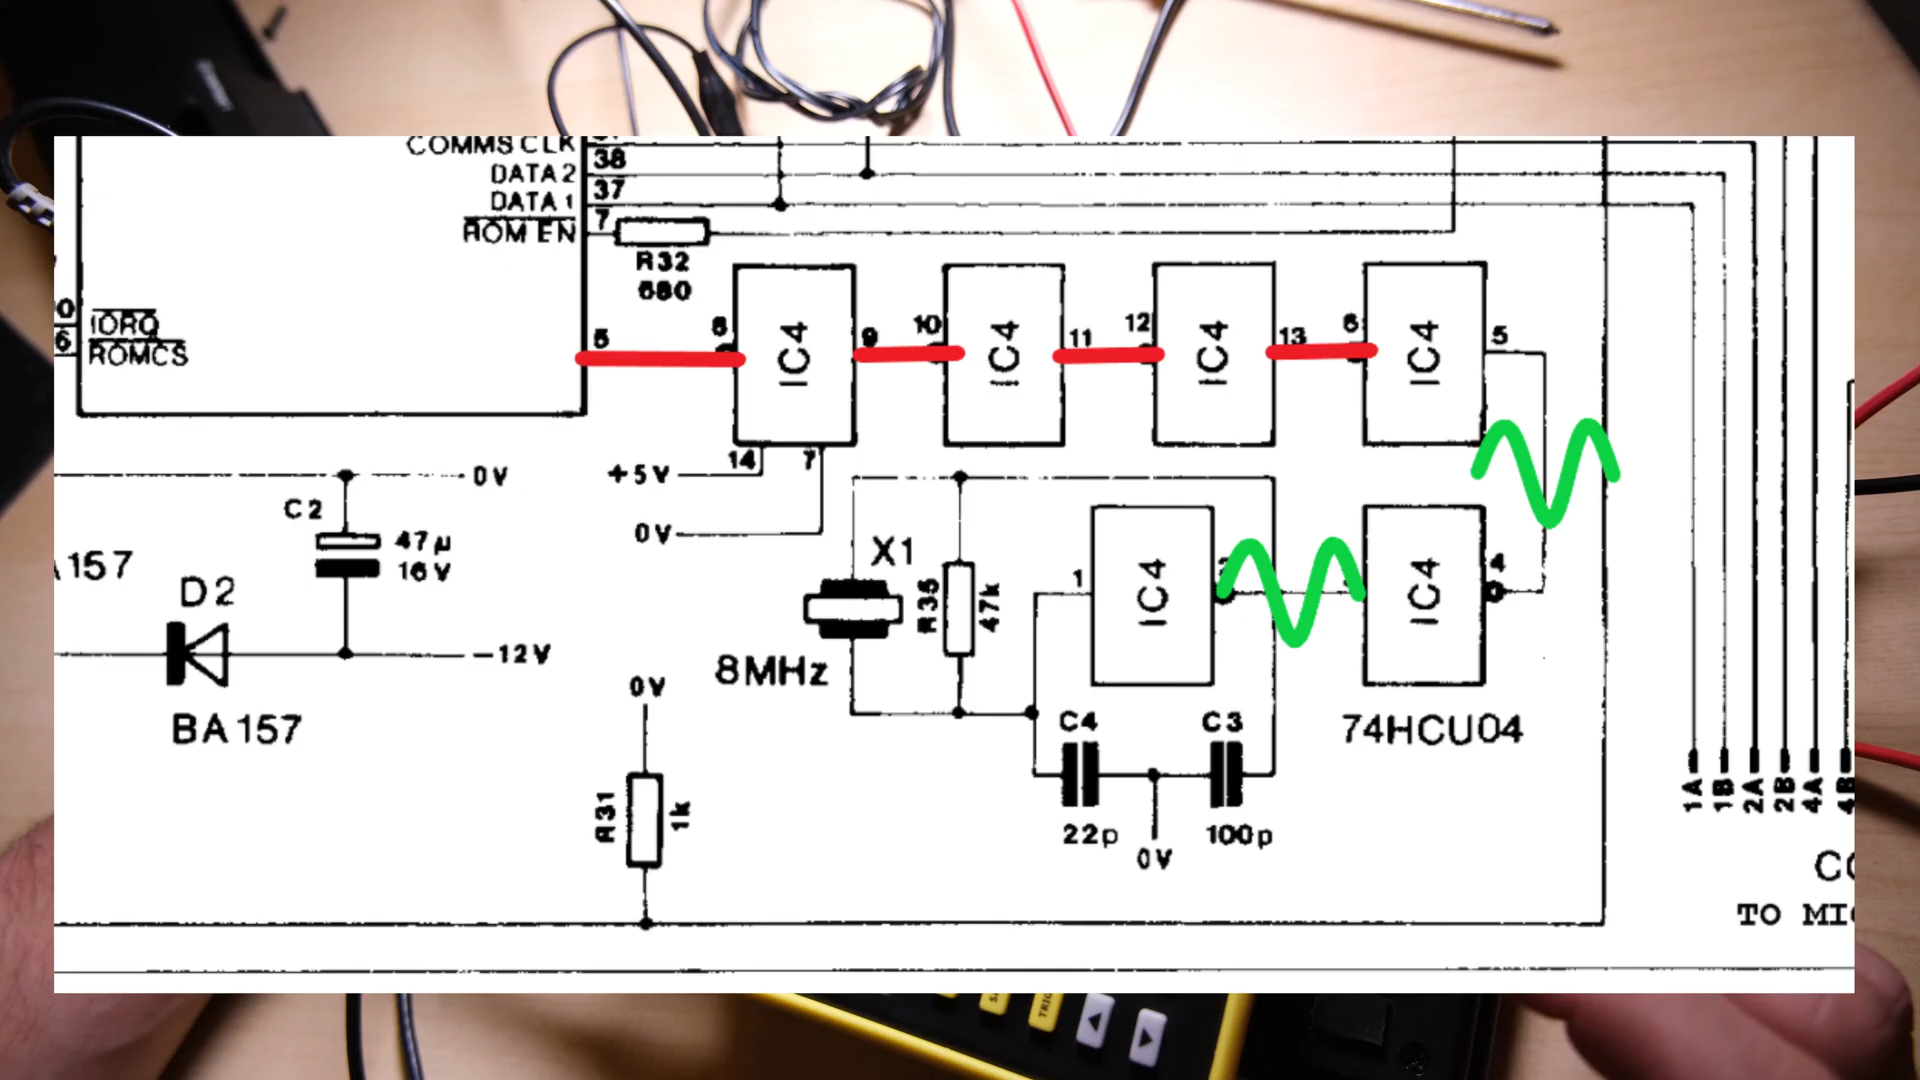 COMMS CLK
38
DATA 2
37
DATA 1
7
ROM EN
R32
680
IORQ
6
ROMCS
5
8
IC4
9
10
IC4
11
12
IC4
13
6
IC4
5
14
7
+5V
0V
0V
C2
47µ
16V
157
D2
-12V
BA157
X1
8MHz
R35
47k
1
IC4
IC4
4
74HCU04
C4
22p
C3
100p
0V
0V
R31
1k
1A
1B
2A
2B
4A
TO MI